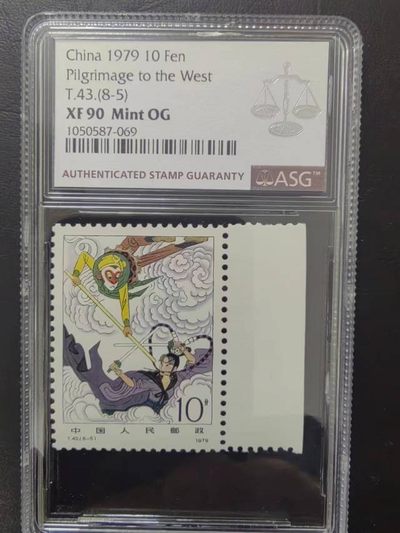 China 1979 10 Fen
Pilgrimage to the West
T.43.(8-5)
XF 90 Mint OG
1050587-069
AUTHENTICATED STAMP GUARANTY
ASG
10分
中国人民邮政
T.43.(8-5)
1979